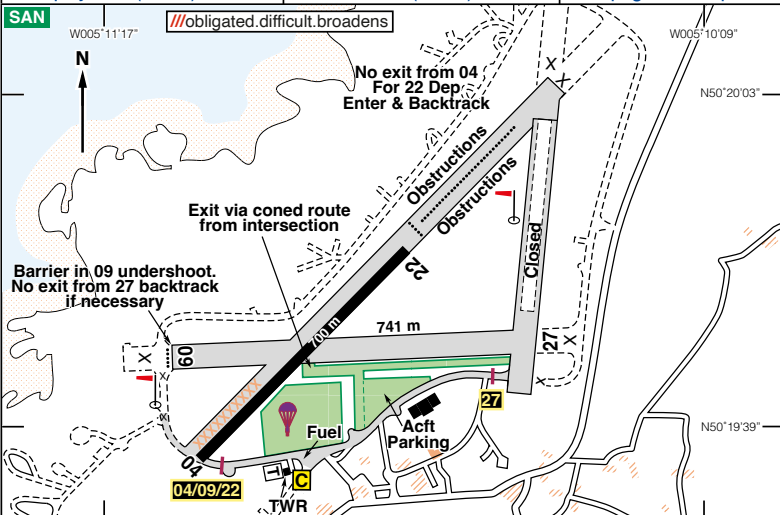 SAN
///obligated.difficult.broadens
W005°11'17"
W005°10'09"
N
No exit from 04
For 22 Dep
Enter & Backtrack
N50°20'03"
Obstructions
Obstructions
Exit via coned route
from intersection
Closed
22
Barrier in 09 undershoot.
No exit from 27 backtrack
if necessary
700 m
741 m
09
27
27
Fuel
Acft
Parking
N50°19'39"
04
04/09/22
T
C
TWR